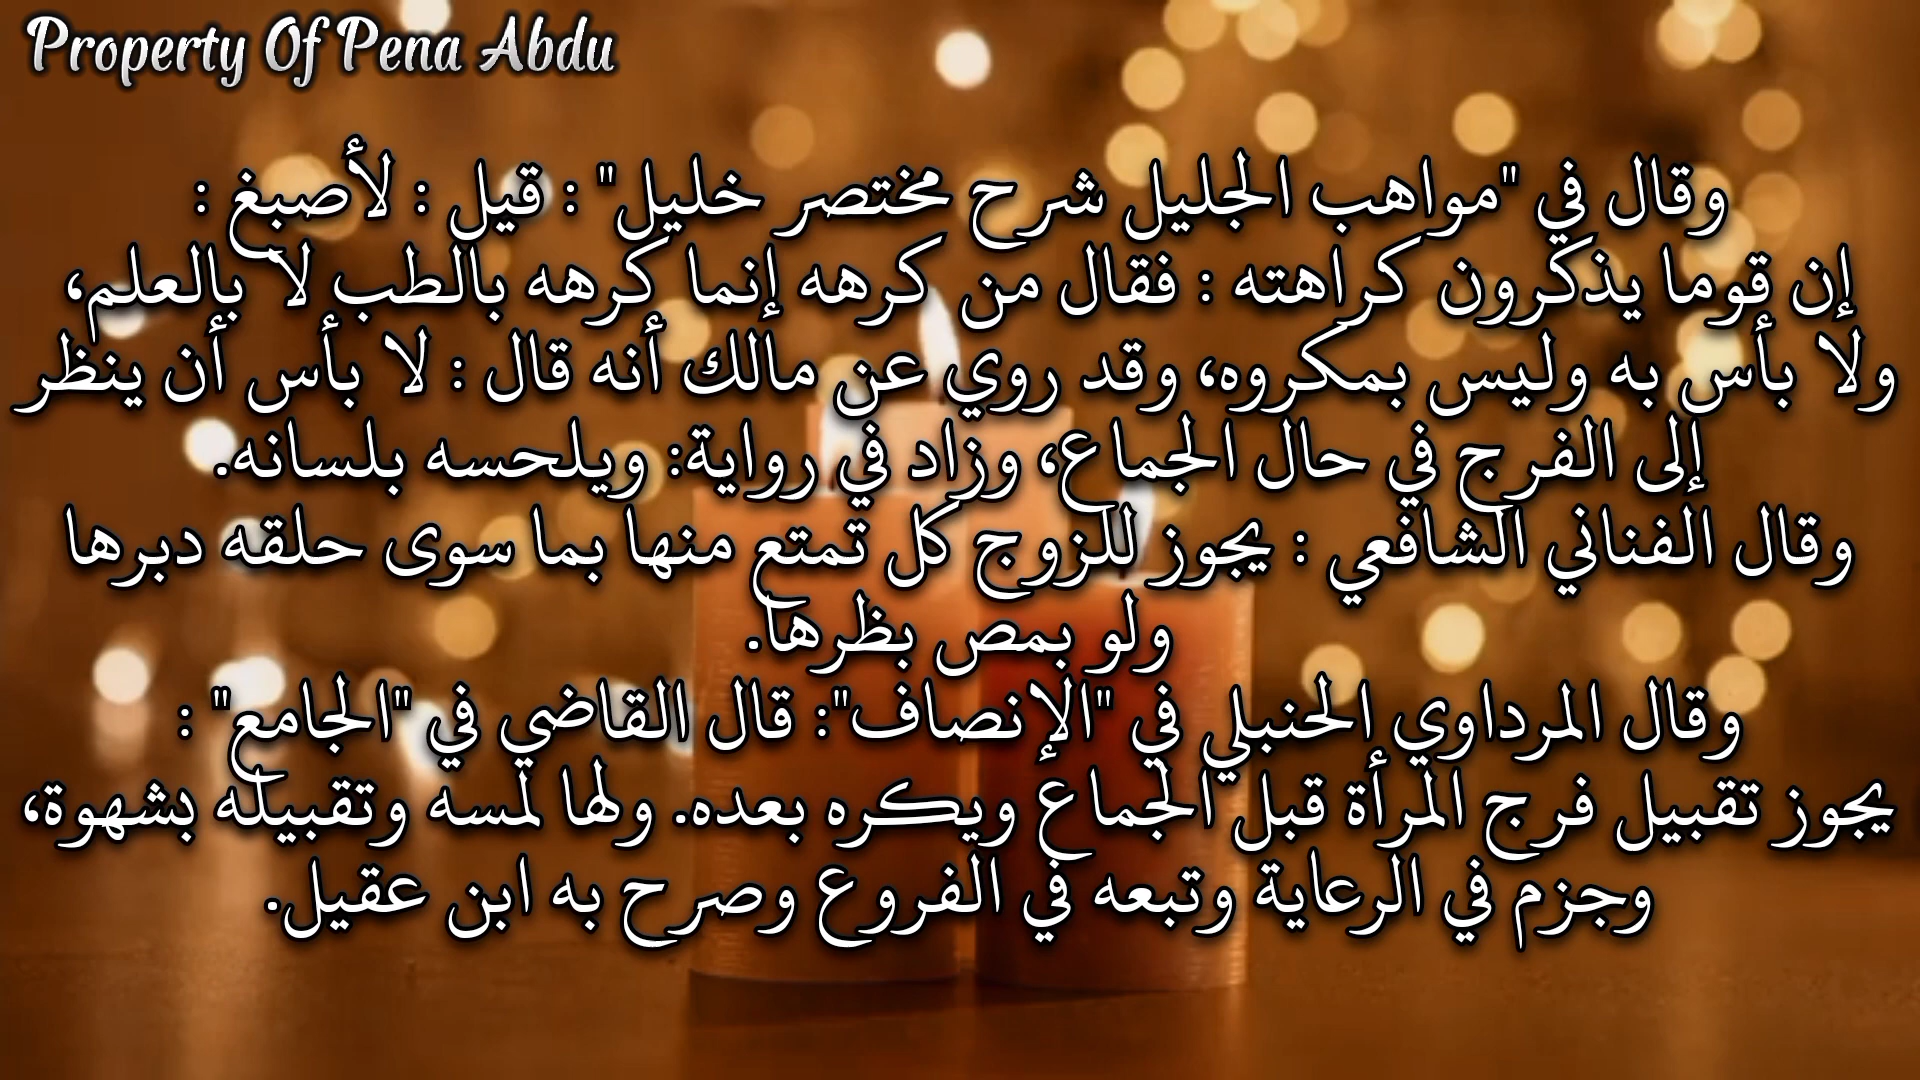 Property Of Pena Abdu
وقال في "مواهب الجليل شرح مختصر خليل" : قيل : لأصبغ :
إن قوما يذكرون كراهته : فقال من كرهه إنما كرهه بالطب لا بالعلم،
ولا بأس به وليس بمكروه، وقد روي عن مالك أنه قال : لا بأس أن ينظر
إلى الفرج في حال الجماع، وزاد في رواية: ويلحسه بلسانه.
وقال الفناني الشافعي : يجوز للزوج كل تمتع منها بما سوى حلقه دبرها
ولو بمص بظرها.
وقال المرداوي الحنبلي في "الإنصاف": قال القاضي في "الجامع" :
يجوز تقبيل فرج المرأة قبل الجماع ويكره بعده. ولها لمسه وتقبيله بشهوة،
وجزم في الرعاية وتبعه في الفروع وصرح به ابن عقيل.